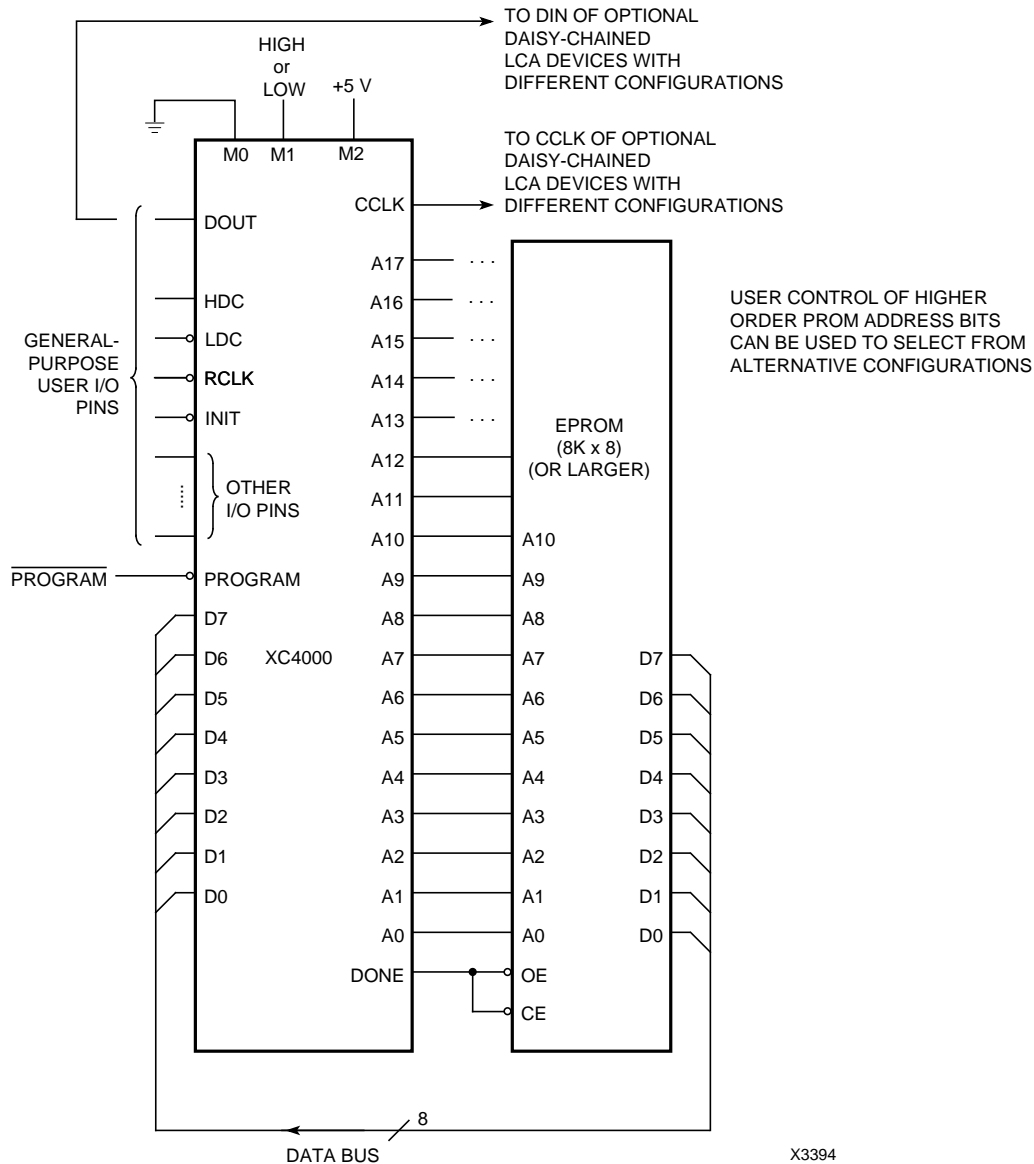 TO DIN OF OPTIONAL
DAISY-CHAINED
LCA DEVICES WITH
DIFFERENT CONFIGURATIONS
HIGH
or
LOW
+5 V
M0 M1 M2
TO CCLK OF OPTIONAL
DAISY-CHAINED
LCA DEVICES WITH
DIFFERENT CONFIGURATIONS
GENERAL-
PURPOSE
USER I/O
PINS
DOUT
HDC
LDC
RCLK
INIT
OTHER
I/O PINS
PROGRAM
PROGRAM
D7
D6
D5
D4
D3
D2
D1
D0
XC4000
CCLK
A17 . . .
A16 . . .
A15 . . .
A14 . . .
A13 . . .
A12
A11
A10
A9
A8
A7
A6
A5
A4
A3
A2
A1
A0
DONE
EPROM
(8K x 8)
(OR LARGER)
A10
A9
A8
A7
A6
A5
A4
A3
A2
A1
A0
OE
CE
D7
D6
D5
D4
D3
D2
D1
D0
USER CONTROL OF HIGHER
ORDER PROM ADDRESS BITS
CAN BE USED TO SELECT FROM
ALTERNATIVE CONFIGURATIONS
8
DATA BUS
X3394